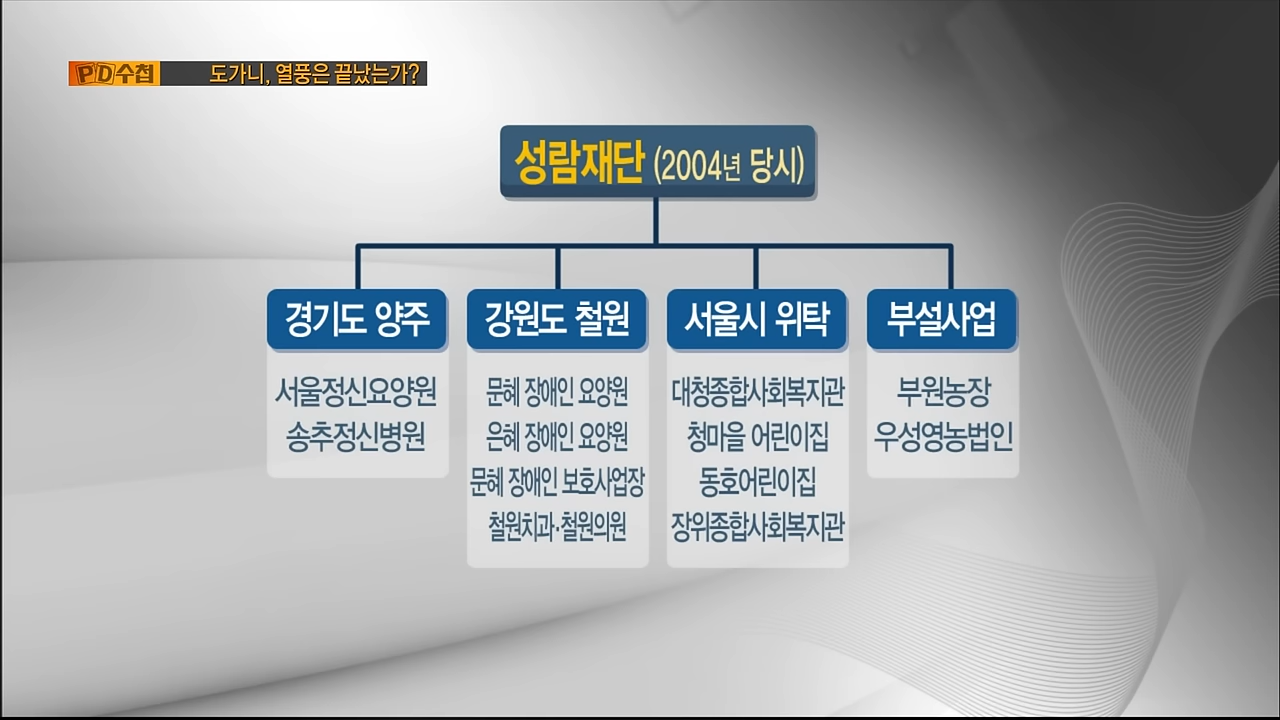 PD수첩 도가니, 열풍은 끝났는가?
성람재단 (2004년 당시)
경기도 양주
서울정신요양원
송추정신병원
강원도 철원
문혜 장애인 요양원
은혜 장애인 요양원
문혜 장애인 보호사업장
철원치과·철원의원
서울시 위탁
대청종합사회복지관
청마을 어린이집
동호어린이집
장위종합사회복지관
부설사업
부원농장
우성영농법인